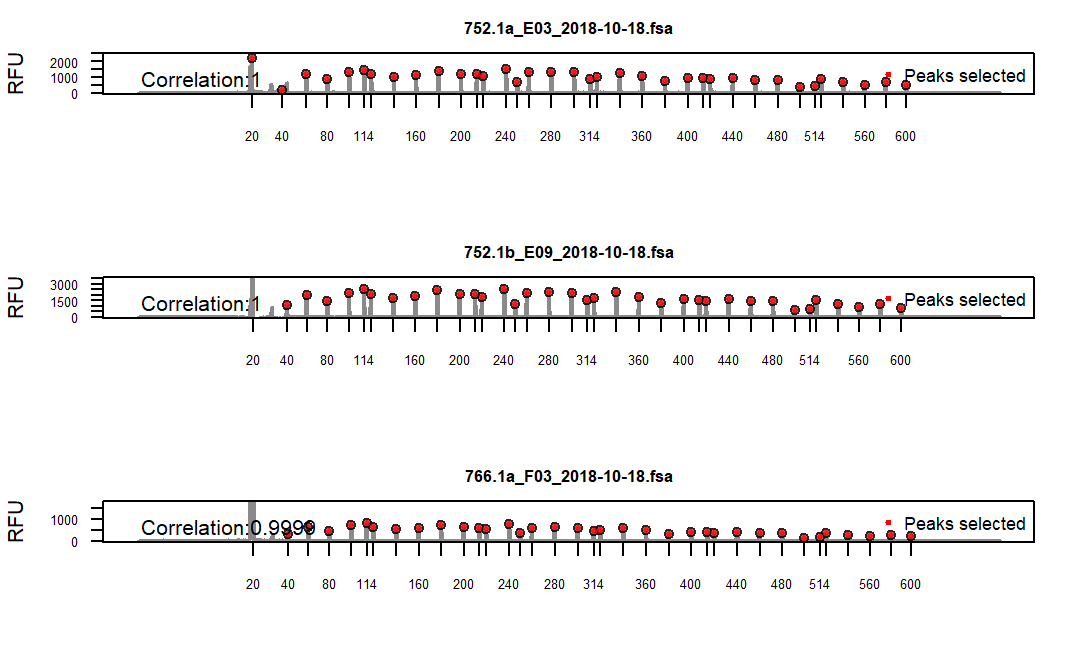 752.1a_E03_2018-10-18.fsa
RFU
2000
1000
0
Correlation:1
Peaks selected
20 40 80 114 160 200 240 280 314 360 400 440 480 514 560 600
752.1b_E09_2018-10-18.fsa
RFU
3000
1500
0
Correlation:1
Peaks selected
20 40 80 114 160 200 240 280 314 360 400 440 480 514 560 600
766.1a_F03_2018-10-18.fsa
RFU
1000
0
Correlation:0.9999
Peaks selected
20 40 80 114 160 200 240 280 314 360 400 440 480 514 560 600